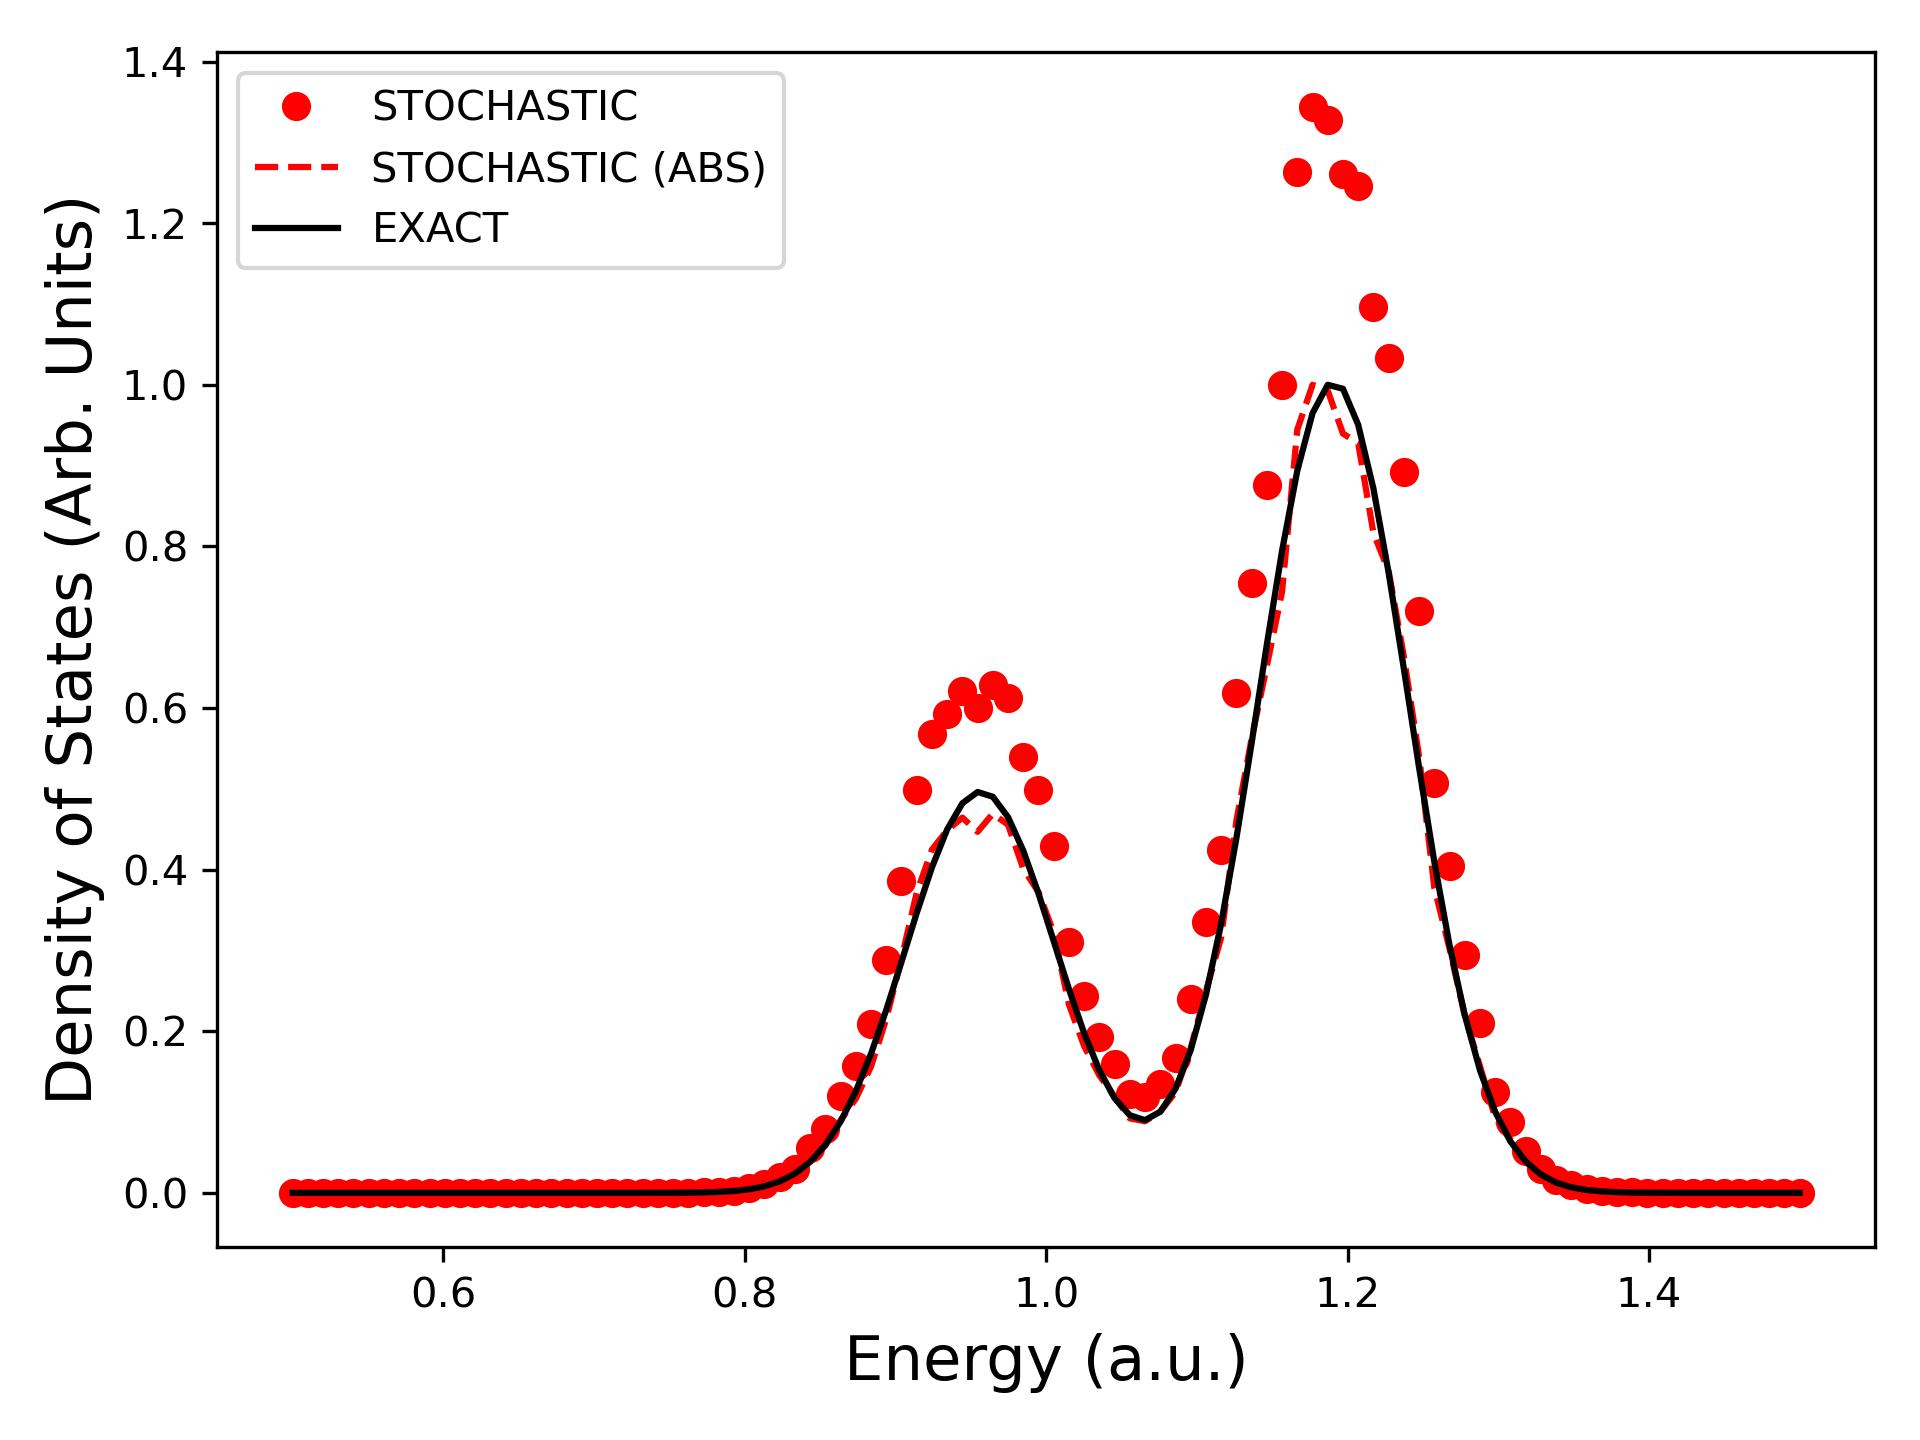 STOCHASTIC
STOCHASTIC (ABS)
EXACT
Density of States (Arb. Units)
1.4
1.2
1.0
0.8
0.6
0.4
0.2
0.0
0.6 0.8 1.0 1.2 1.4
Energy (a.u.)